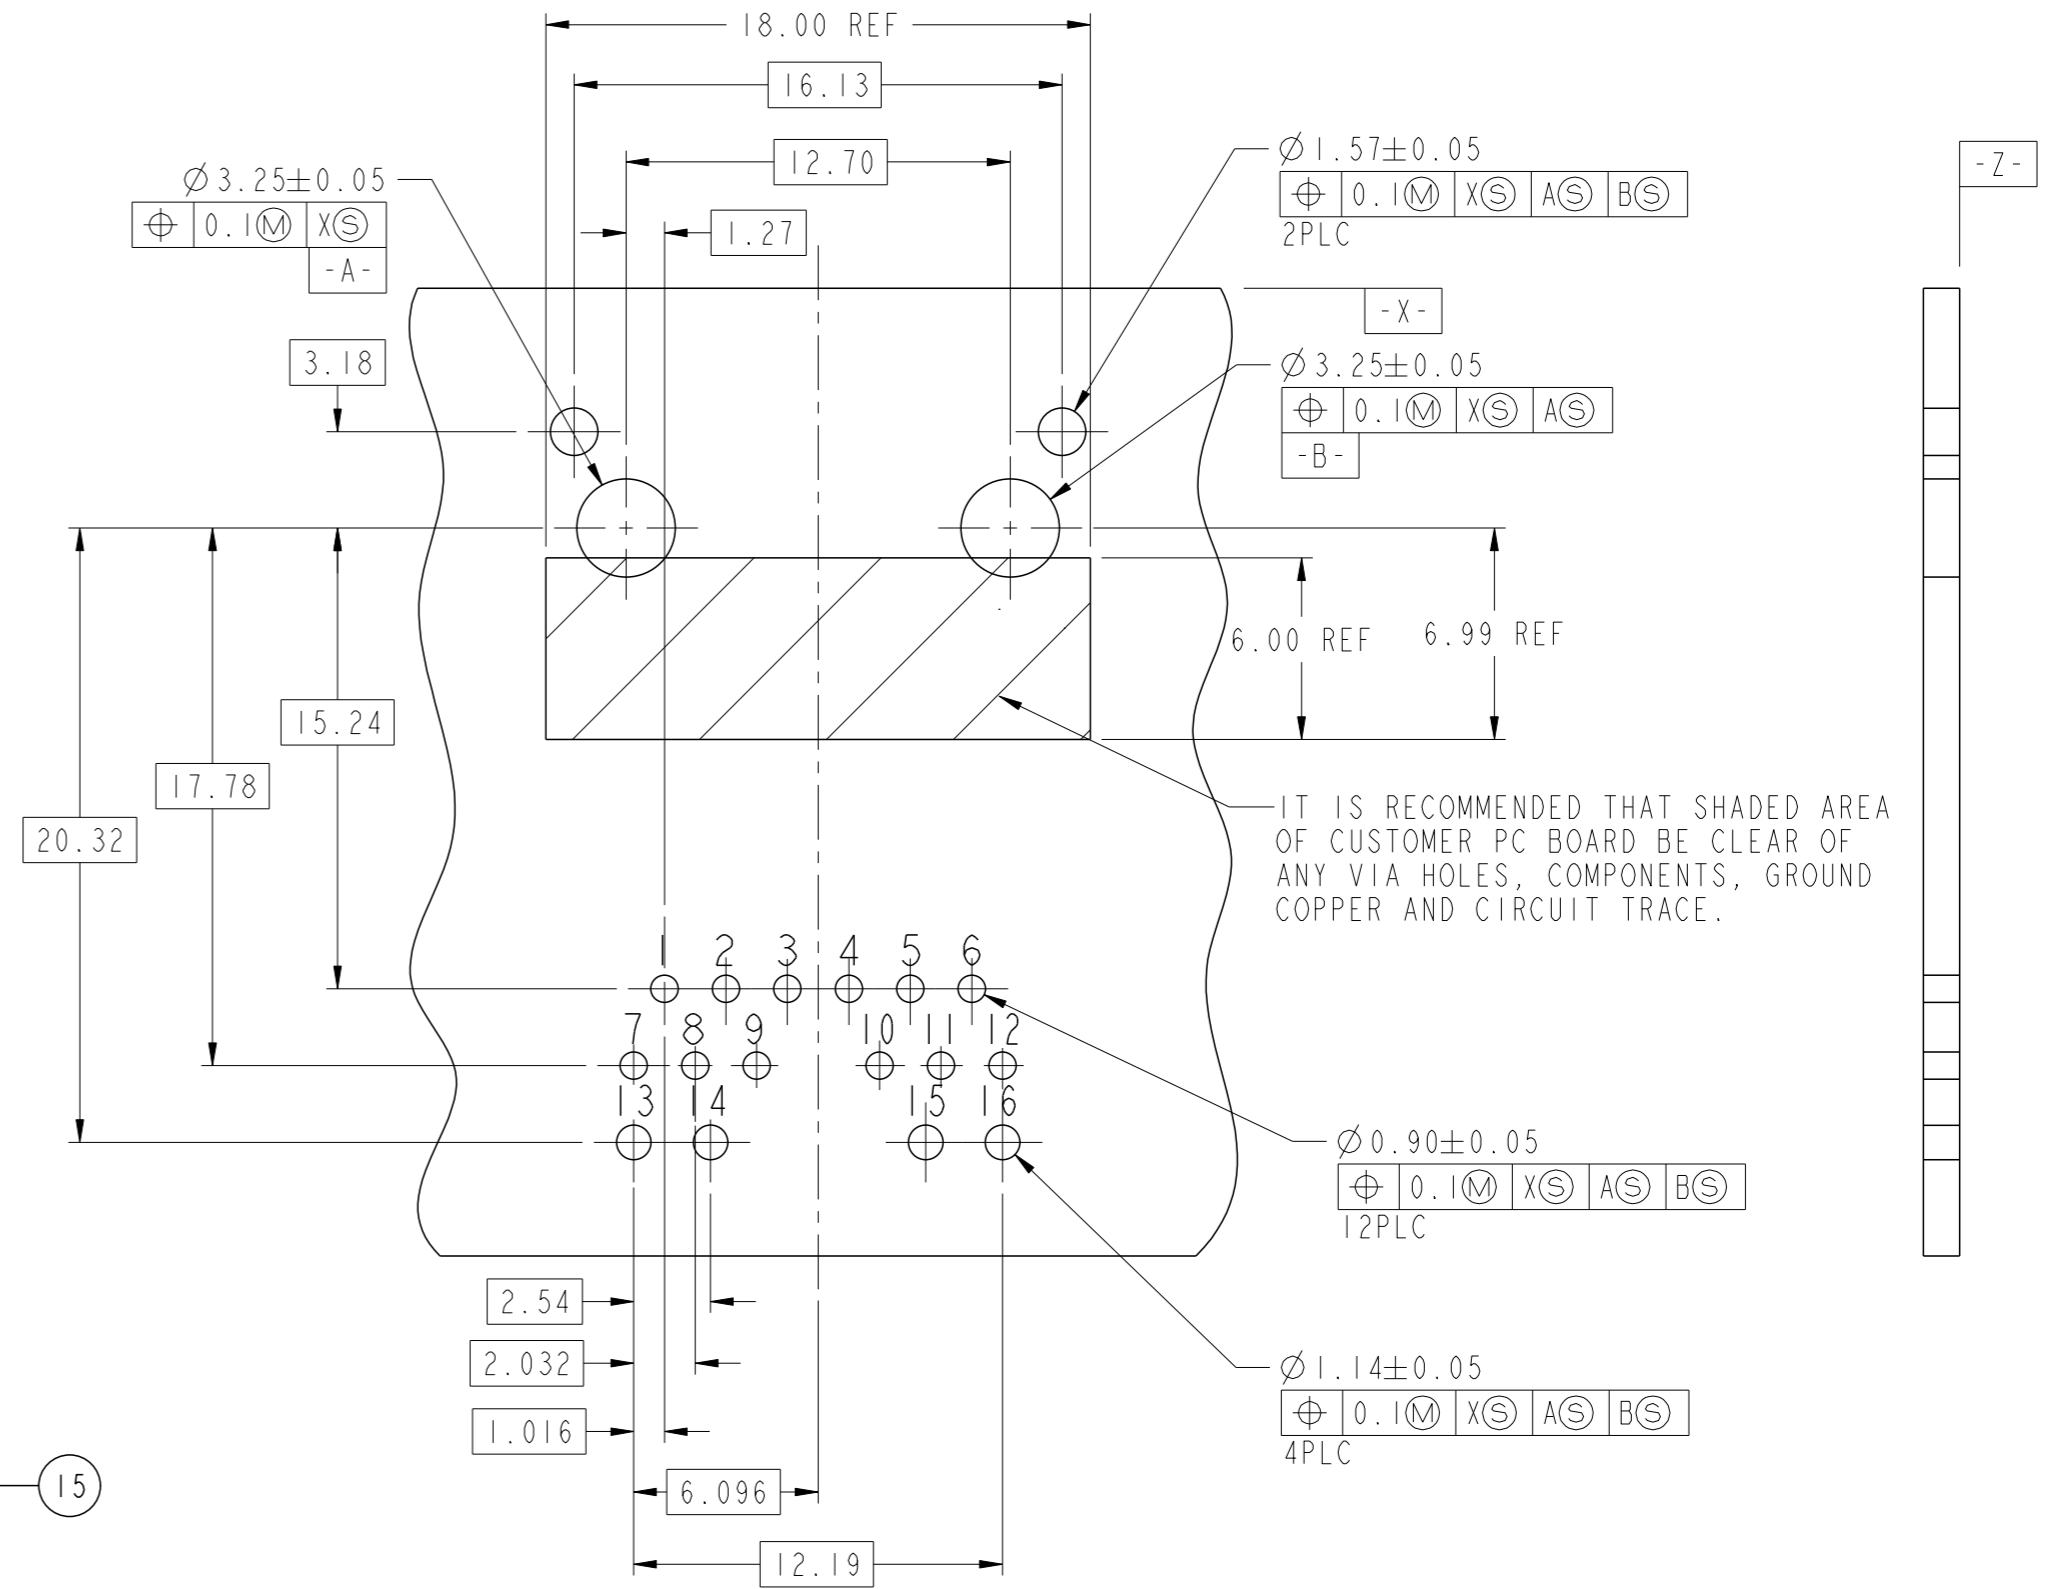 18.00 REF
16.13
12.70
1.27
Ø3.25±0.05
⌖ 0.1Ⓜ XⓈ
-A-
Ø1.57±0.05
⌖ 0.1Ⓜ XⓈ AⓈ BⓈ
2PLC
-Z-
-X-
3.18
Ø3.25±0.05
⌖ 0.1Ⓜ XⓈ AⓈ
-B-
6.00 REF
6.99 REF
15.24
17.78
20.32
IT IS RECOMMENDED THAT SHADED AREA
OF CUSTOMER PC BOARD BE CLEAR OF
ANY VIA HOLES, COMPONENTS, GROUND
COPPER AND CIRCUIT TRACE.
1 2 3 4 5 6
7 8 9 10 11 12
13 14 15 16
Ø0.90±0.05
⌖ 0.1Ⓜ XⓈ AⓈ BⓈ
12PLC
2.54
2.032
1.016
Ø1.14±0.05
⌖ 0.1Ⓜ XⓈ AⓈ BⓈ
4PLC
15
6.096
12.19